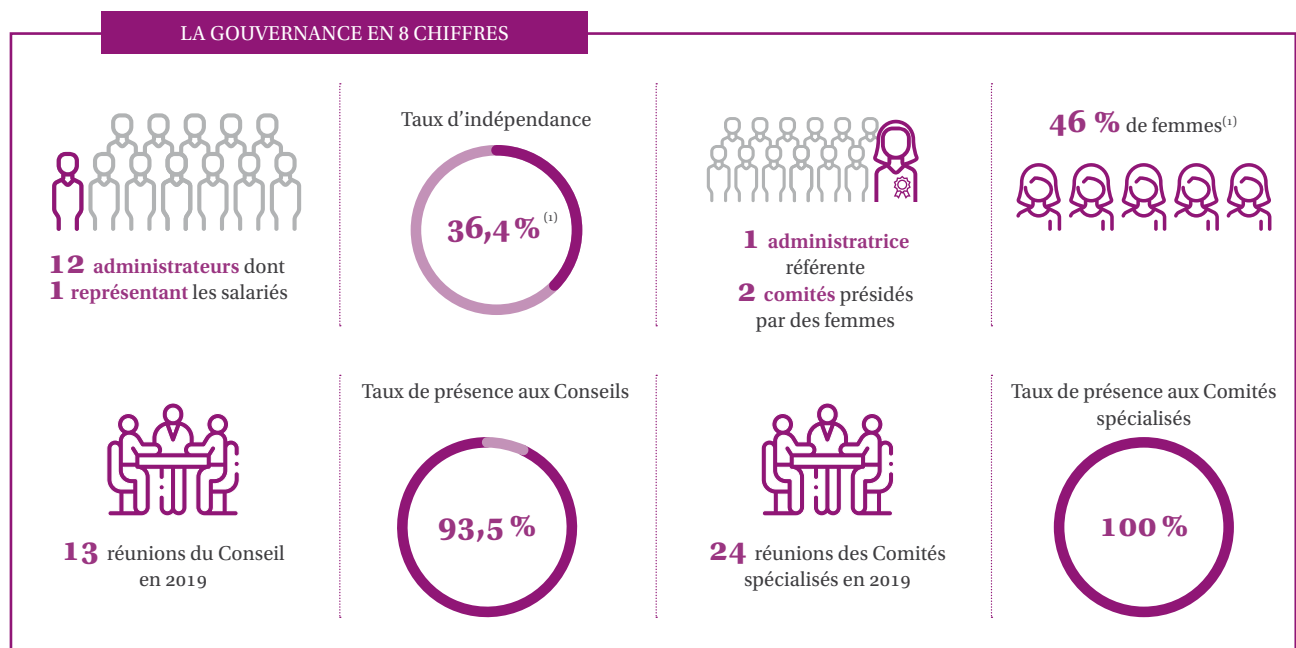 LA GOUVERNANCE EN 8 CHIFFRES
12 administrateurs dont
1 représentant les salariés
Taux d'indépendance
36,4 % (1)
1 administratrice
référente
2 comités présidés
par des femmes
46 % de femmes(1)
13 réunions du Conseil
en 2019
Taux de présence aux Conseils
93,5 %
24 réunions des Comités
spécialisés en 2019
Taux de présence aux Comités
spécialisés
100 %